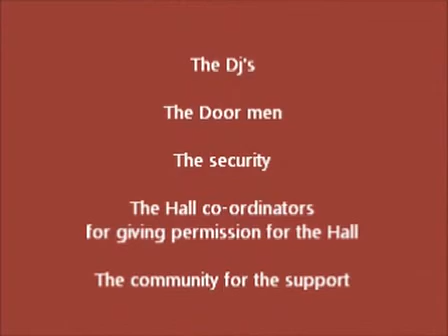 The Dj's
The Door men
The security
The Hall co-ordinators
for giving permission for the Hall
The community for the support